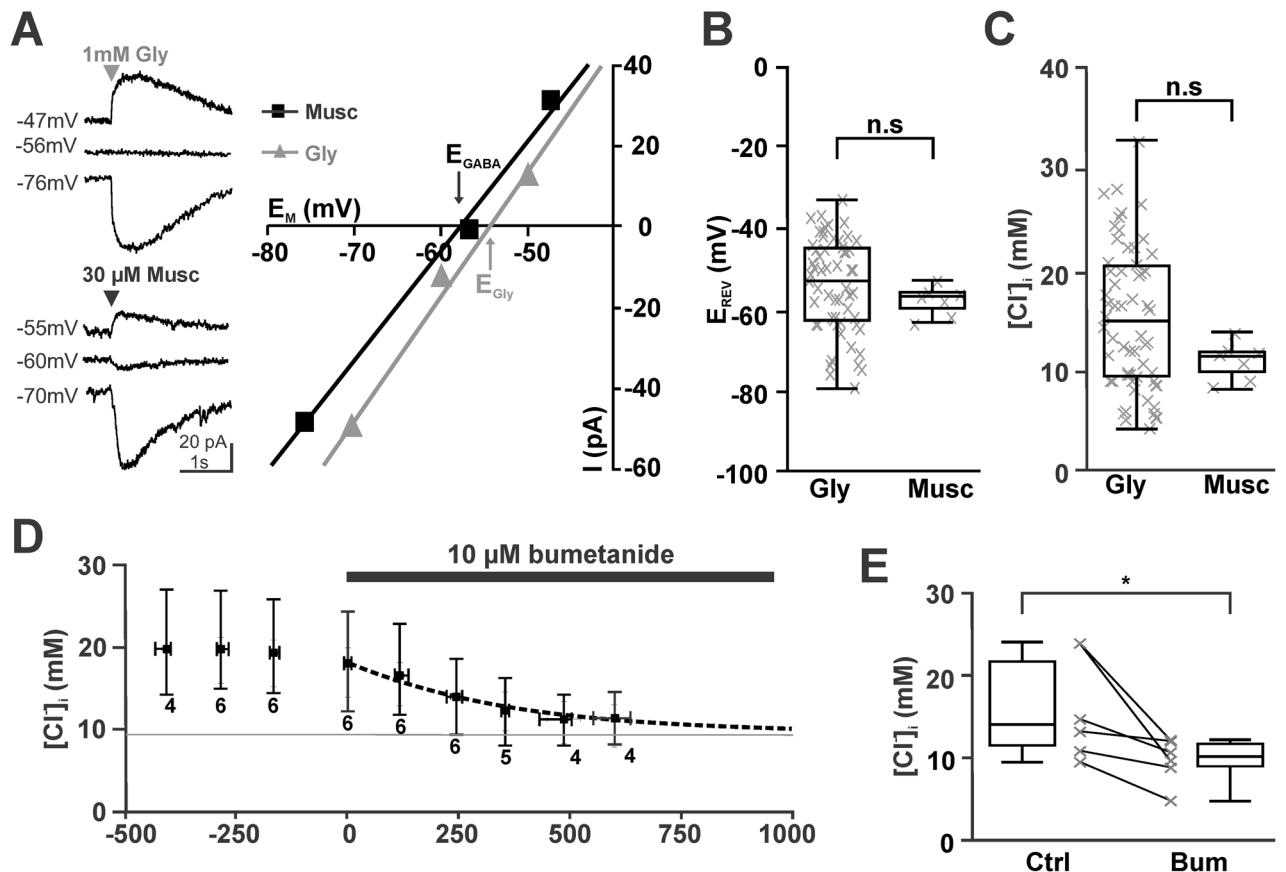 A
1mM Gly
-47mV
-56mV
-76mV
30 µM Musc
-55mV
-60mV
-70mV
20 pA
1s
Musc
Gly
E_M (mV)
-80
-70
-60
-50
E_GABA
E_Gly
40
20
0
-20
-40
-60
I (pA)
B
0
-20
-40
-60
-80
-100
E_REV (mV)
n.s
Gly
Musc
C
40
30
20
10
0
[Cl]i (mM)
n.s
Gly
Musc
D
10 µM bumetanide
30
20
10
0
[Cl]i (mM)
4
6
6
6
6
6
5
4
4
-500
-250
0
250
500
750
1000
E
30
20
10
0
[Cl]i (mM)
*
Ctrl
Bum